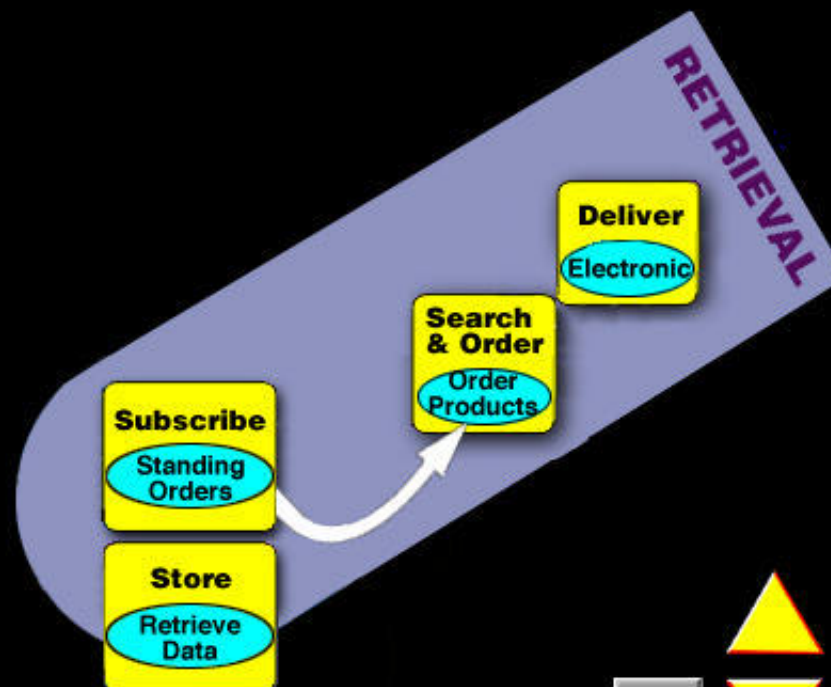 RETRIEVAL
Deliver
Electronic
Search
& Order
Order
Products
Subscribe
Standing
Orders
Store
Retrieve
Data